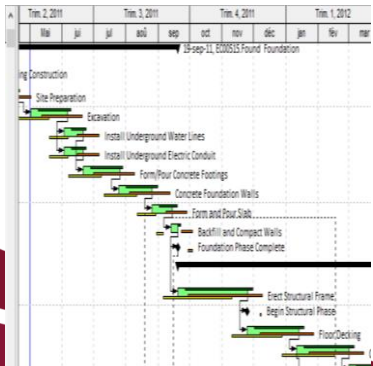 Trim. 2, 2011 Trim. 3, 2011 Trim. 4, 2011 Trim. 1, 2012
Mai jui jui aoû sep oct nov déc jan fév mar
19-sep-11, EC00515.Found Foundation
ng Construction
Site Preparation
Excavation
Install Underground Water Lines
Install Underground Electric Conduit
Form/Pour Concrete Footings
Concrete Foundation Walls
Form and Pour Slab
Backfill and Compact Walls
Foundation Phase Complete
Erect Structural Frame
Begin Structural Phase
Floor Decking